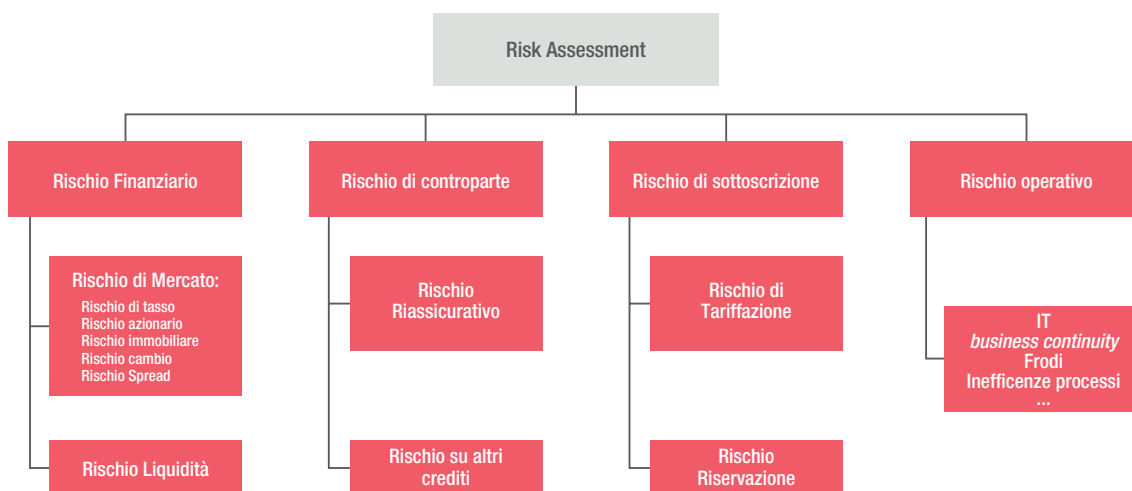 Risk Assessment
Rischio Finanziario
Rischio di controparte
Rischio di sottoscrizione
Rischio operativo
Rischio di Mercato:
Rischio di tasso
Rischio azionario
Rischio immobiliare
Rischio cambio
Rischio Spread
Rischio
Riassicurativo
Rischio di
Tariffazione
IT
business continuity
Frodi
Inefficenze processi
...
Rischio Liquidità
Rischio su altri
crediti
Rischio
Riservazione